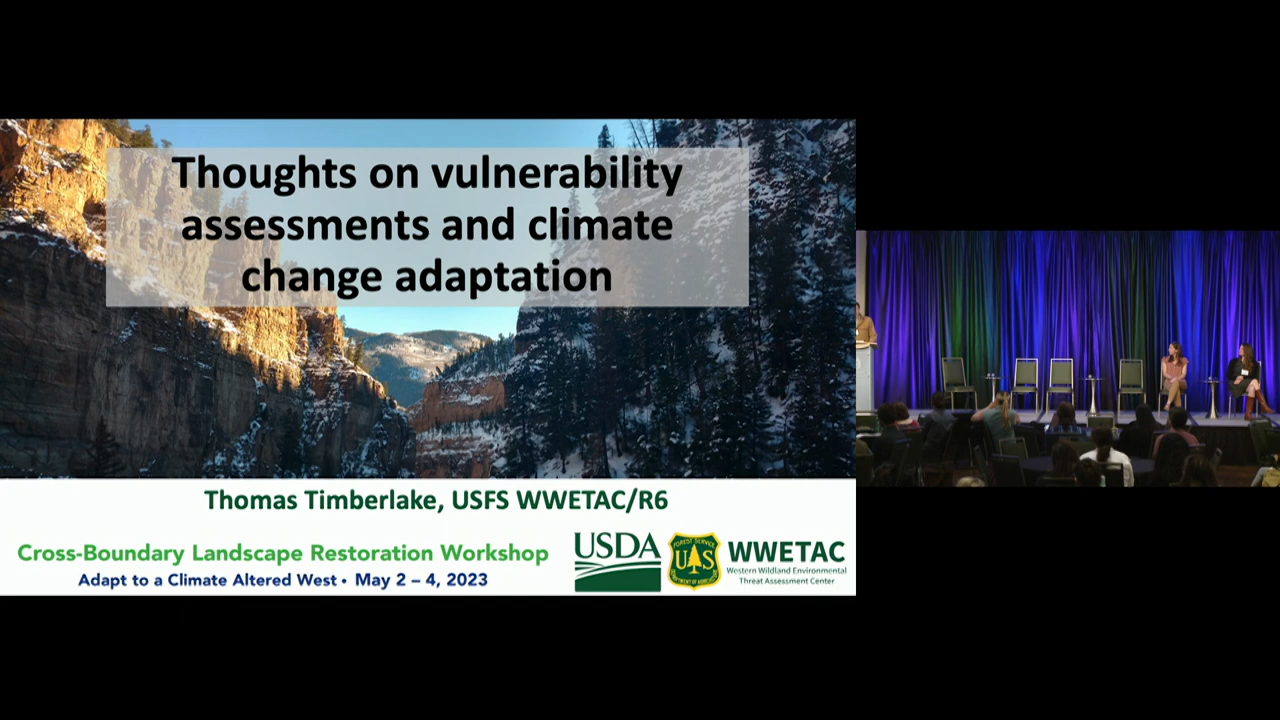 Thoughts on vulnerability
assessments and climate
change adaptation
Thomas Timberlake, USFS WWETAC/R6
Cross-Boundary Landscape Restoration Workshop
Adapt to a Climate Altered West • May 2 – 4, 2023
USDA
FOREST SERVICE
U S
DEPARTMENT OF AGRICULTURE
WWETAC
Western Wildland Environmental
Threat Assessment Center